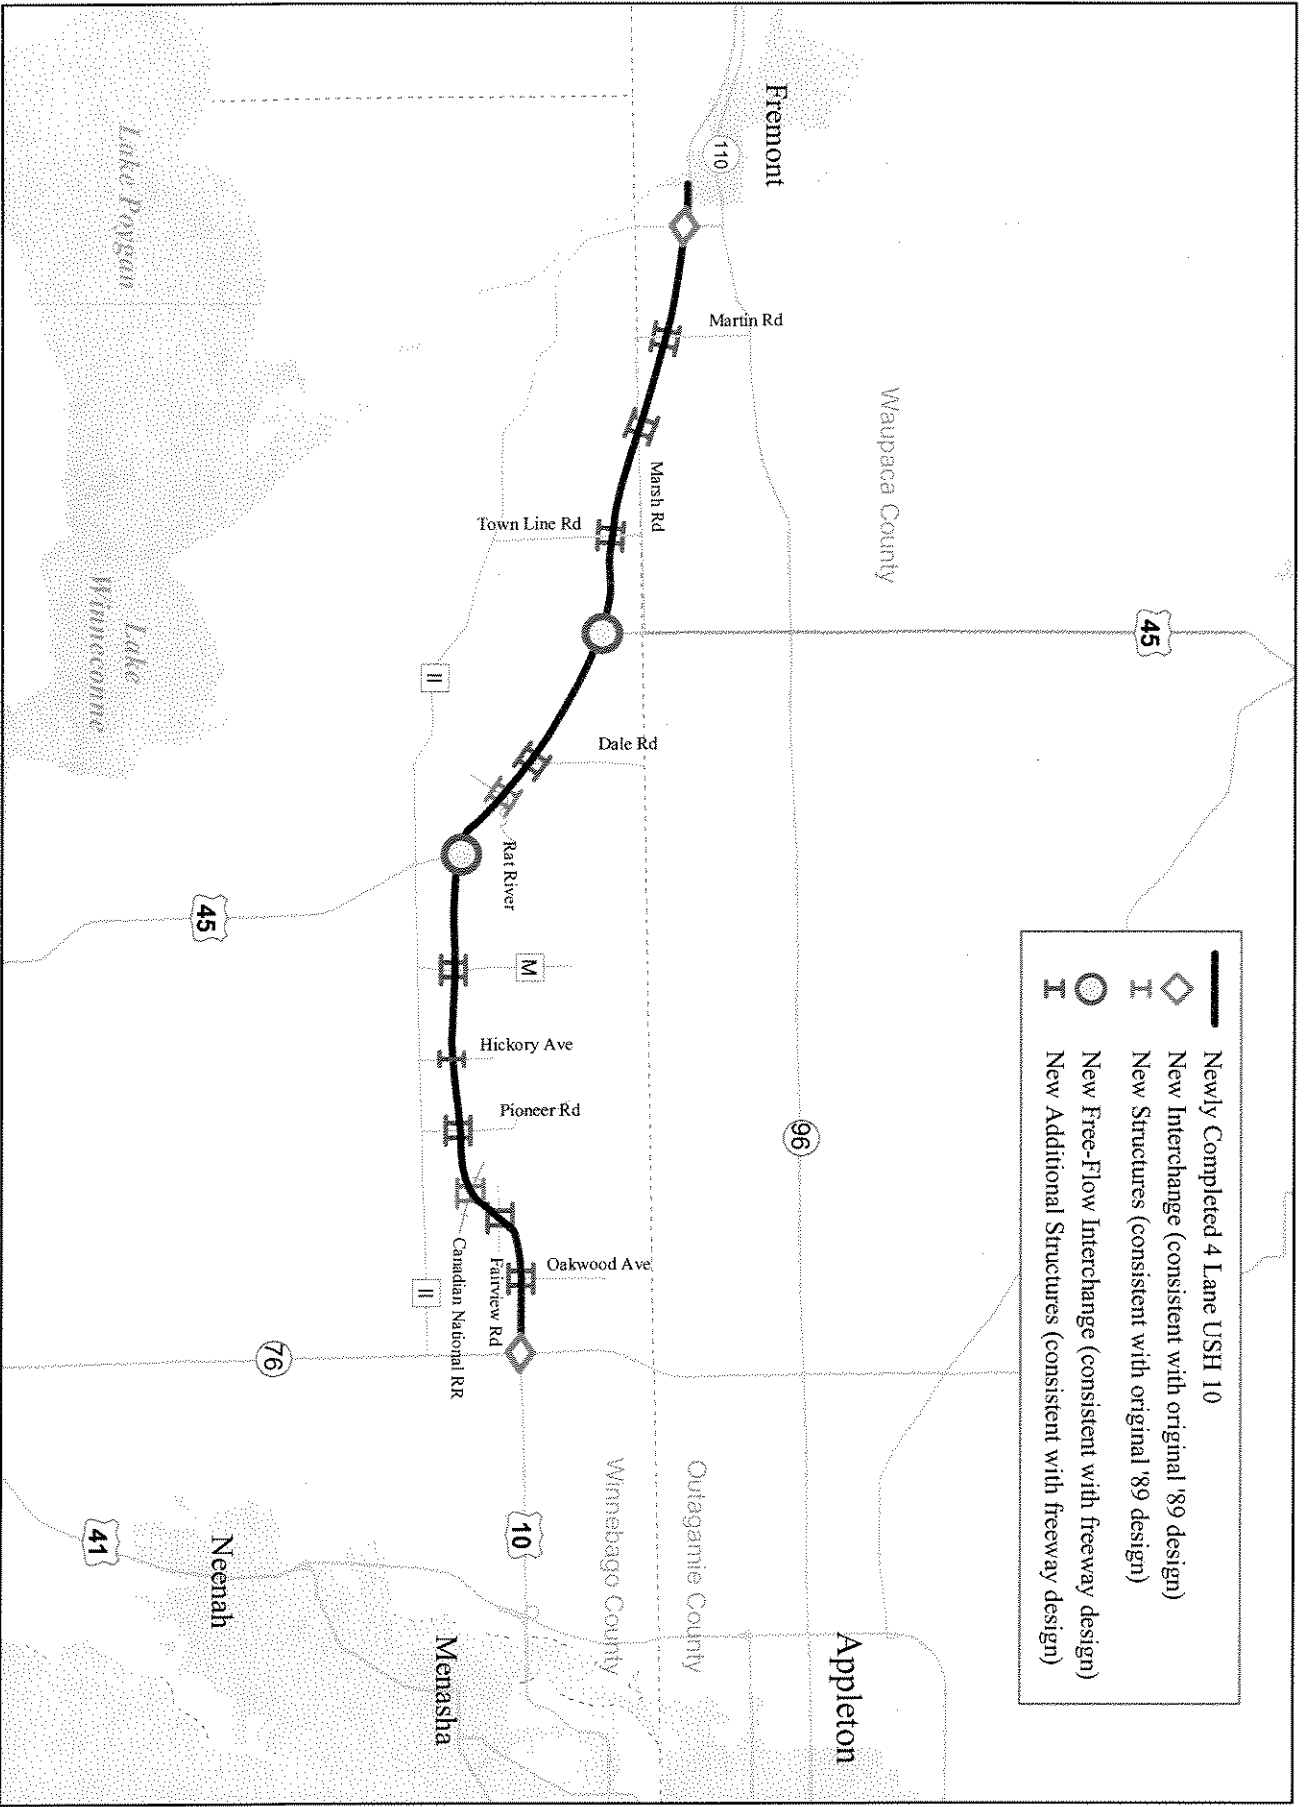 Newly Completed 4 Lane USH 10
New Interchange (consistent with original '89 design)
New Structures (consistent with original '89 design)
New Free-Flow Interchange (consistent with freeway design)
New Additional Structures (consistent with freeway design)
45
Fremont
110
Waupaca County
96
Appleton
Martin Rd
Marsh Rd
Town Line Rd
Dale Rd
Rat River
Outagamie County
Winnebago County
M
Hickory Ave
Pioneer Rd
Oakwood Ave
Fairview Rd
Canadian National RR
10
II
II
Menasha
45
76
Neenah
41
Lake Poygan
Lake
Winneconne